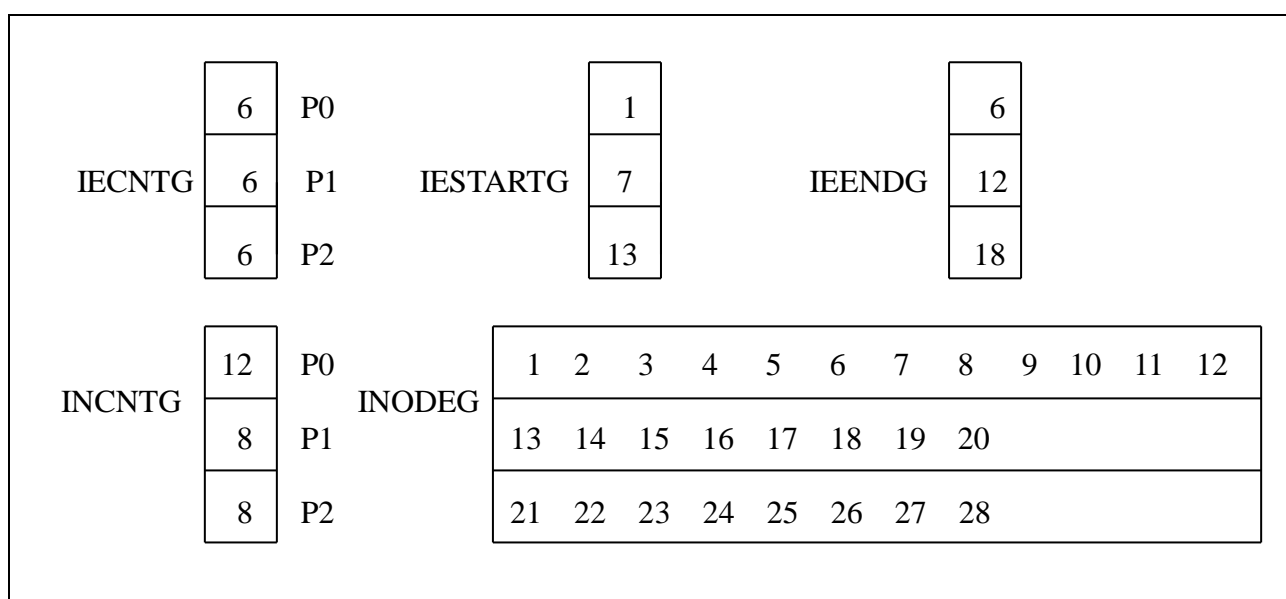 6 P0 1 6
IECNTG 6 P1 IESTARTG 7 IEENDG 12
6 P2 13 18
12 P0 1 2 3 4 5 6 7 8 9 10 11 12
INCNTG INODEG
8 P1 13 14 15 16 17 18 19 20
8 P2 21 22 23 24 25 26 27 28